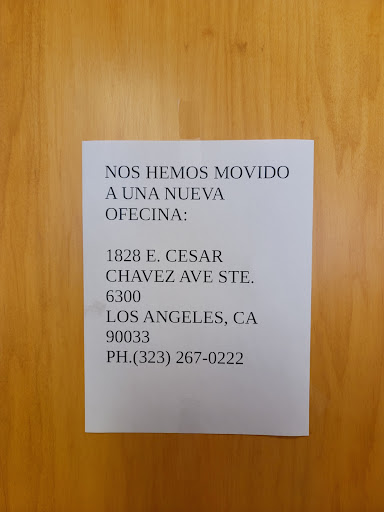 NOS HEMOS MOVIDO
A UNA NUEVA
OFECINA:
1828 E. CESAR
CHAVEZ AVE STE.
6300
LOS ANGELES, CA
90033
PH.(323) 267-0222